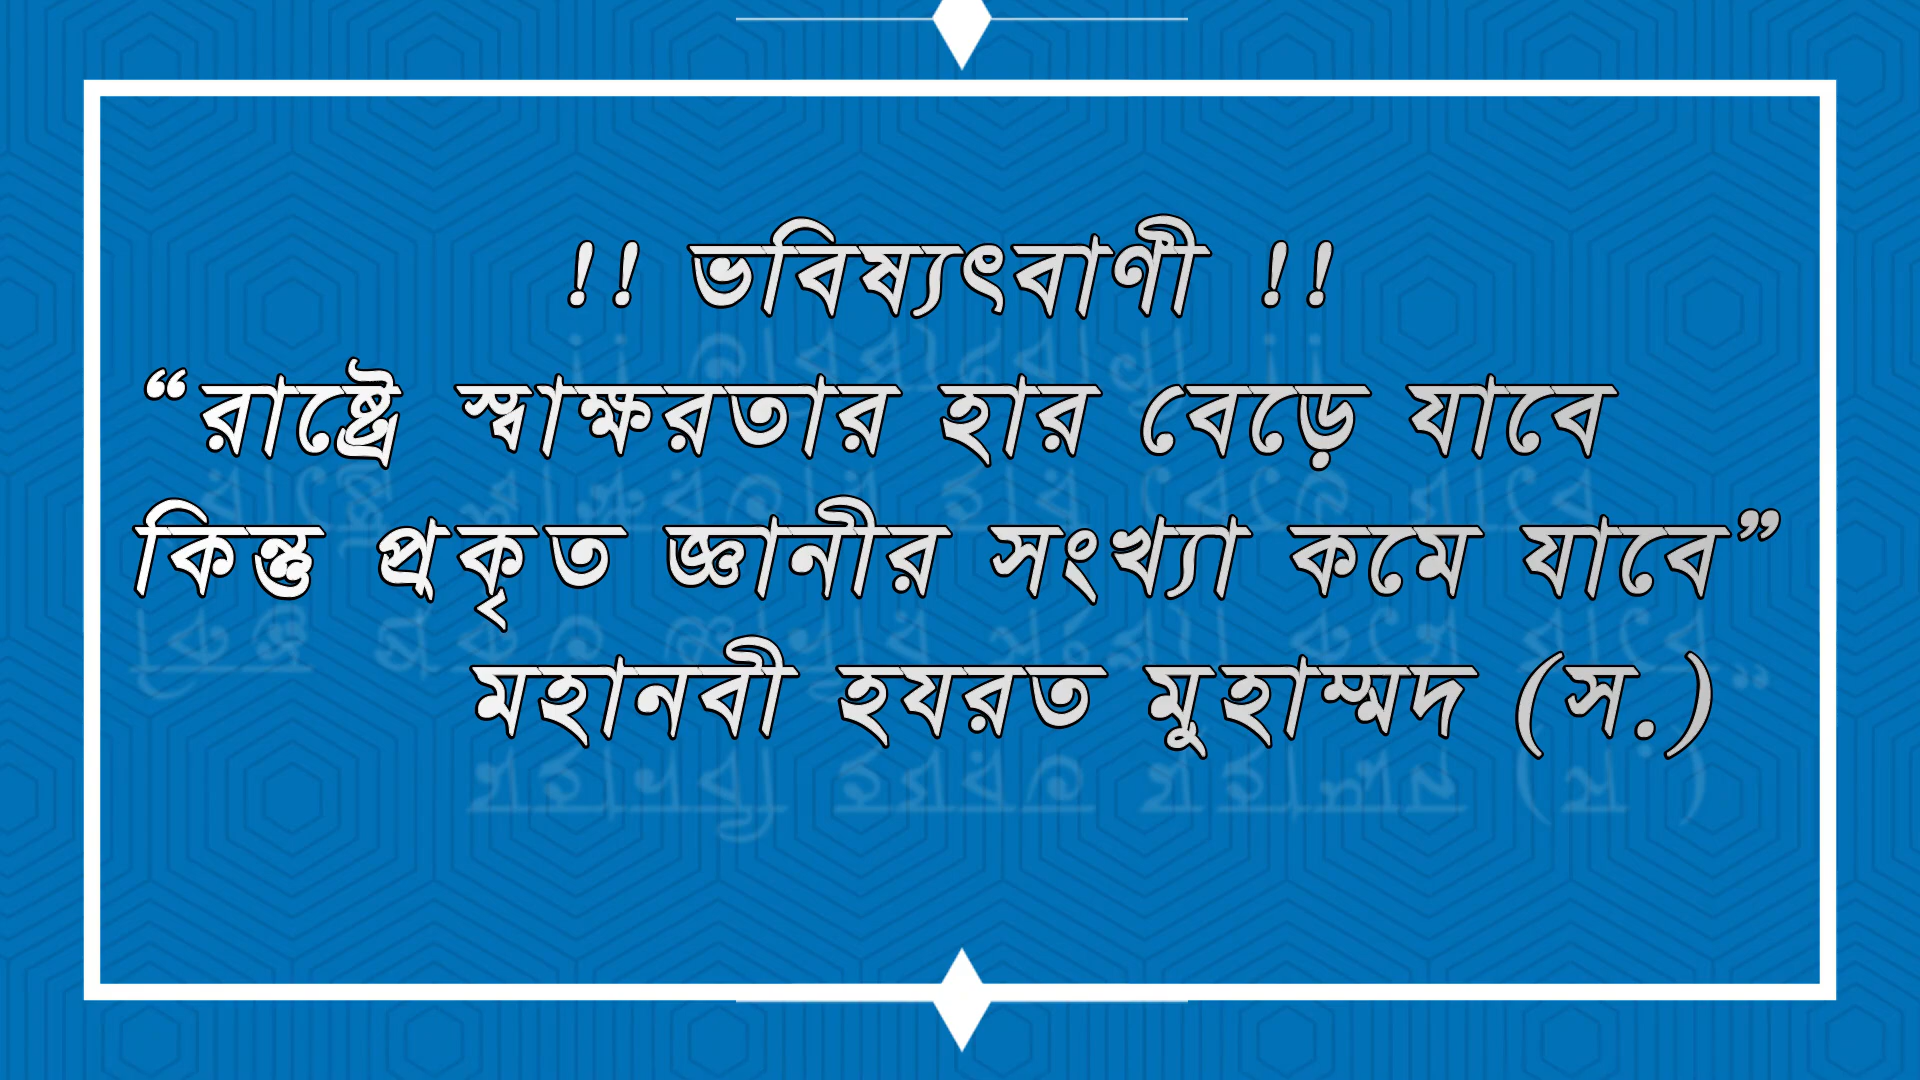 !! ভবিষ্যৎবাণী !!
“রাষ্ট্রে স্বাক্ষরতার হার বেড়ে যাবে
কিন্তু প্রকৃত জ্ঞানীর সংখ্যা কমে যাবে”
মহানবী হযরত মুহাম্মদ (স.)